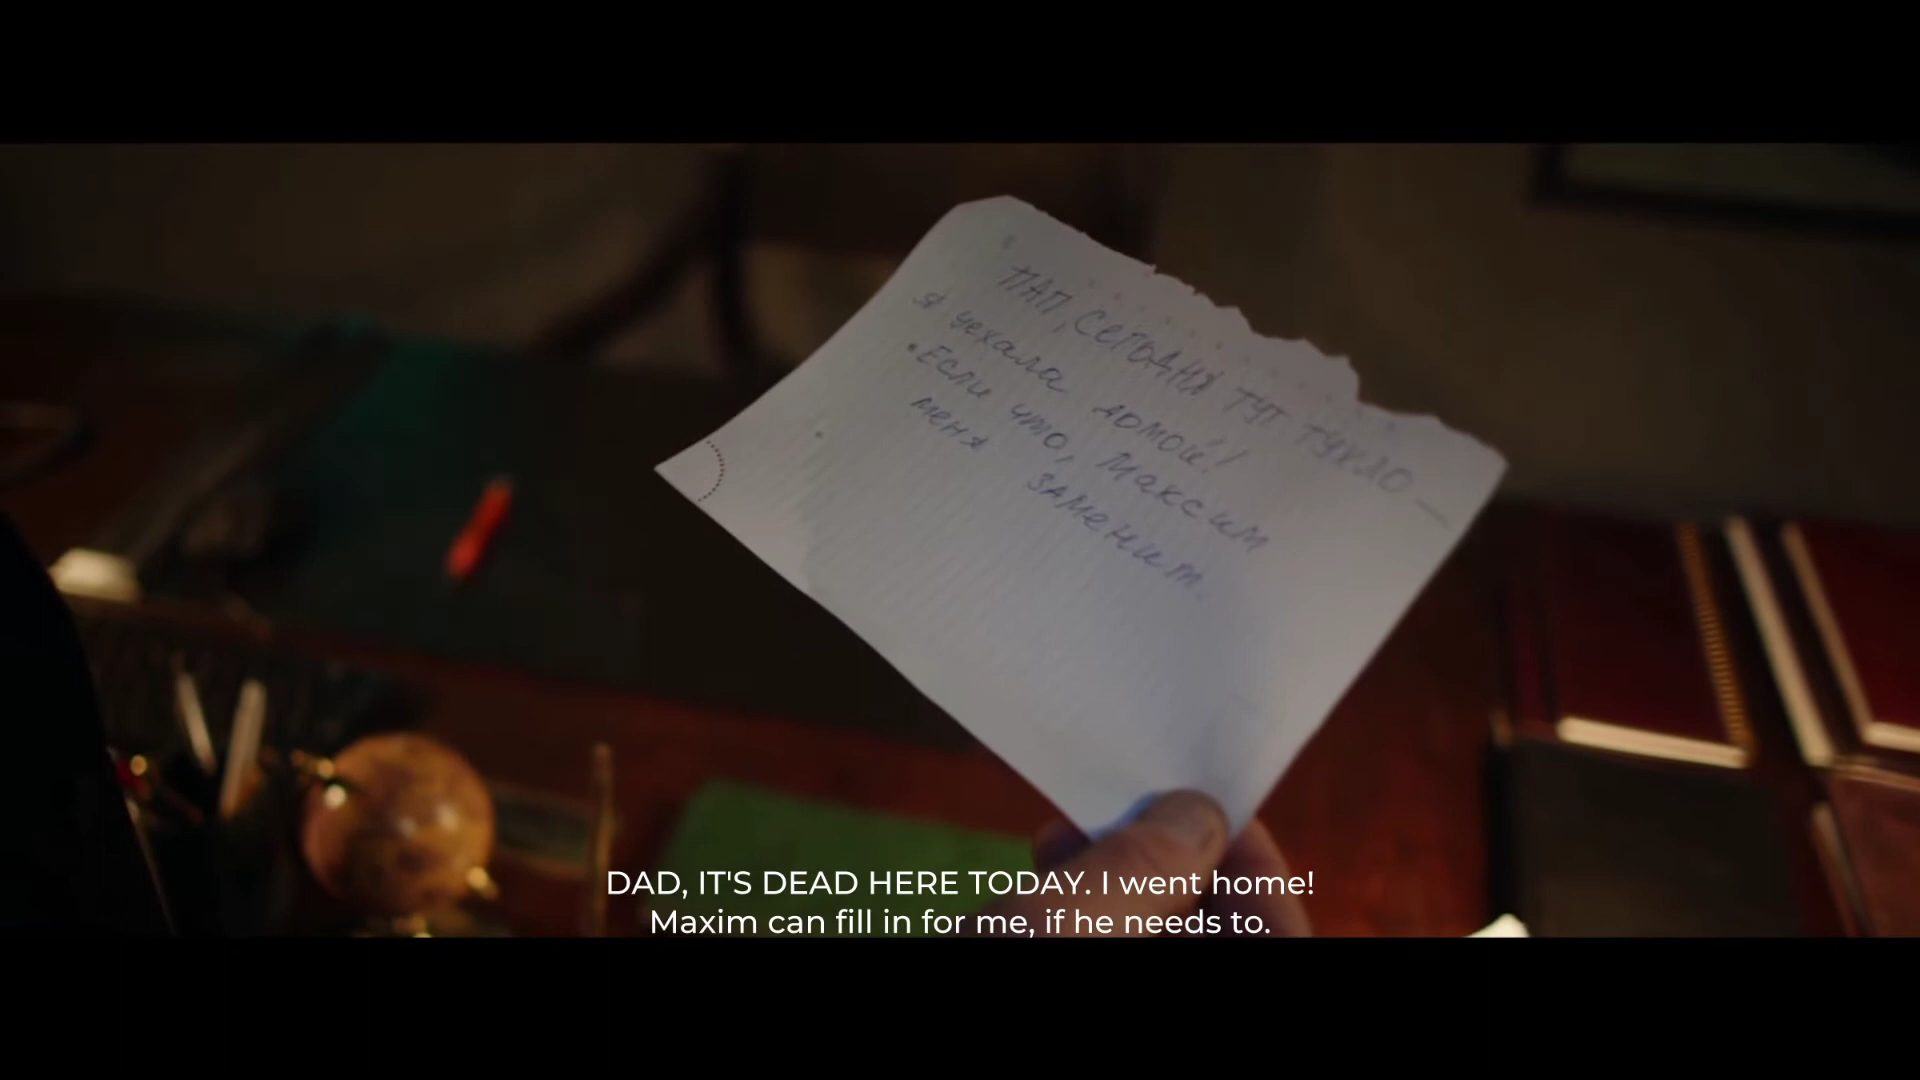 ПАП, СЕГОДНЯ ТУТ ТУХЛО —
Я уехала домой!
Если что, Максим
меня заменит.
DAD, IT'S DEAD HERE TODAY. I went home!
Maxim can fill in for me, if he needs to.